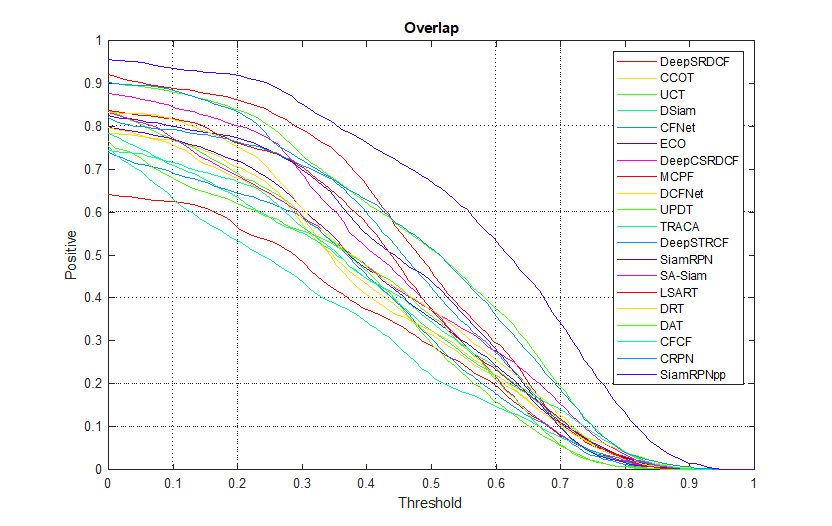 Overlap
1
0.9
0.8
0.7
0.6
0.5
0.4
0.3
0.2
0.1
0
Positive
0 0.1 0.2 0.3 0.4 0.5 0.6 0.7 0.8 0.9 1
Threshold
DeepSRDCF
CCOT
UCT
DSiam
CFNet
ECO
DeepCSRDCF
MCPF
DCFNet
UPDT
TRACA
DeepSTRCF
SiamRPN
SA-Siam
LSART
DRT
DAT
CFCF
CRPN
SiamRPNpp